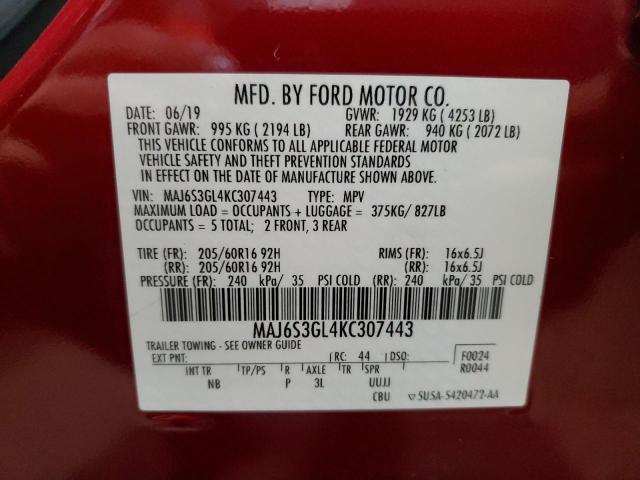 MFD. BY FORD MOTOR CO.
DATE: 06/19 GVWR: 1929 KG ( 4253 LB)
FRONT GAWR: 995 KG ( 2194 LB) REAR GAWR: 940 KG ( 2072 LB)
THIS VEHICLE CONFORMS TO ALL APPLICABLE FEDERAL MOTOR
VEHICLE SAFETY AND THEFT PREVENTION STANDARDS
IN EFFECT ON THE DATE OF MANUFACTURE SHOWN ABOVE.
VIN: MAJ6S3GL4KC307443 TYPE: MPV
MAXIMUM LOAD = OCCUPANTS + LUGGAGE = 375KG/ 827LB
OCCUPANTS = 5 TOTAL; 2 FRONT, 3 REAR
TIRE (FR): 205/60R16 92H RIMS (FR): 16x6.5J
(RR): 205/60R16 92H (RR): 16x6.5J
PRESSURE (FR): 240 kPa/ 35 PSI COLD (RR): 240 kPa/ 35 PSI COLD
MAJ6S3GL4KC307443
TRAILER TOWING - SEE OWNER GUIDE
EXT PNT: RC: 44 DSO: F0024
R0044
INT TR TP/PS R AXLE TR SPR
NB P 3L UUJJ
CBU SU5A-5420472-AA